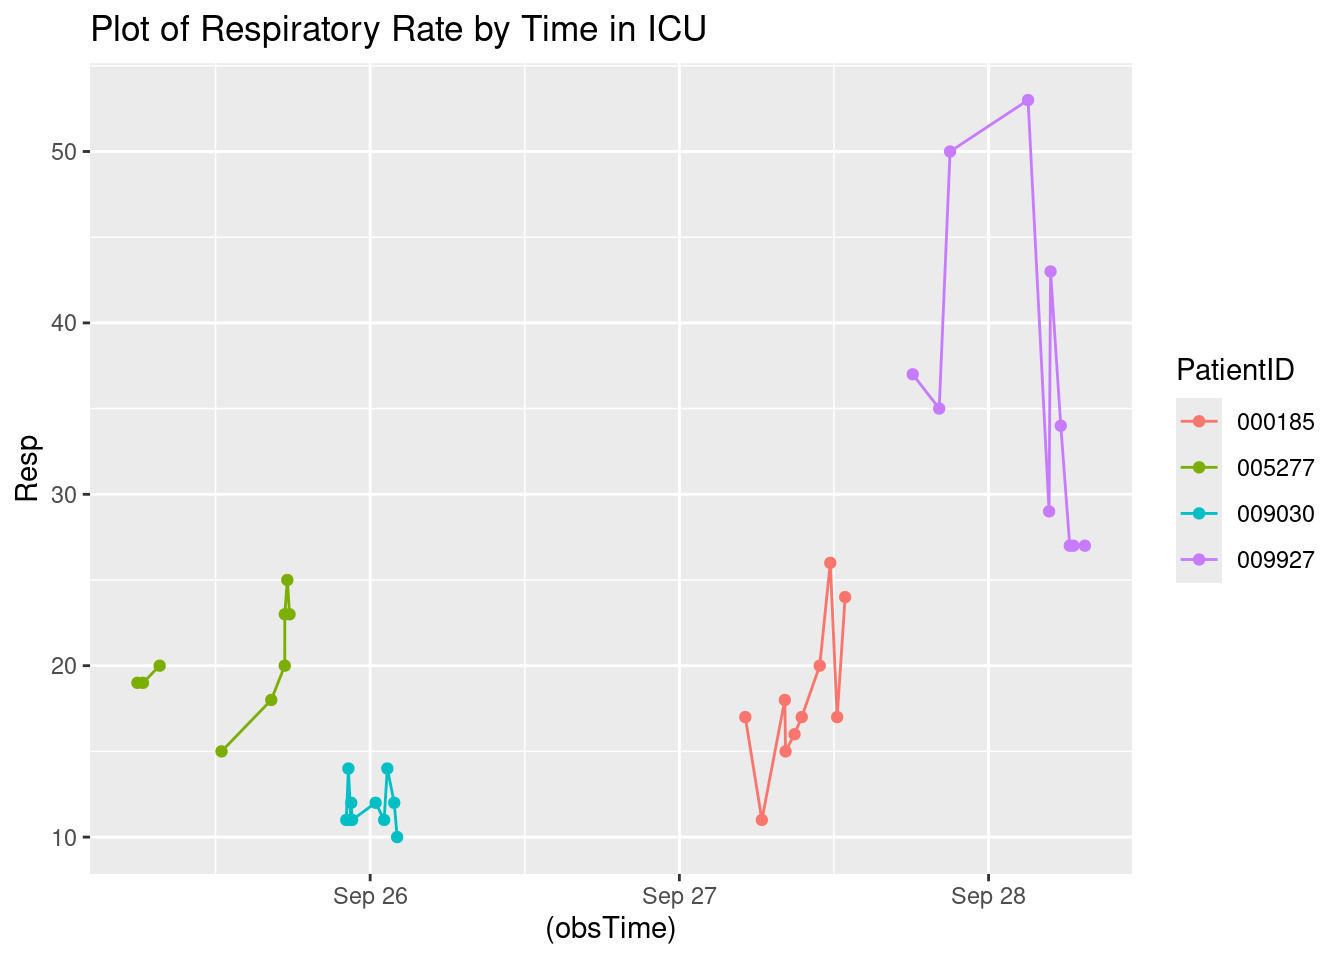 Plot of Respiratory Rate by Time in ICU
50
40
30
20
10
Resp
Sep 26
Sep 27
Sep 28
(obsTime)
PatientID
000185
005277
009030
009927